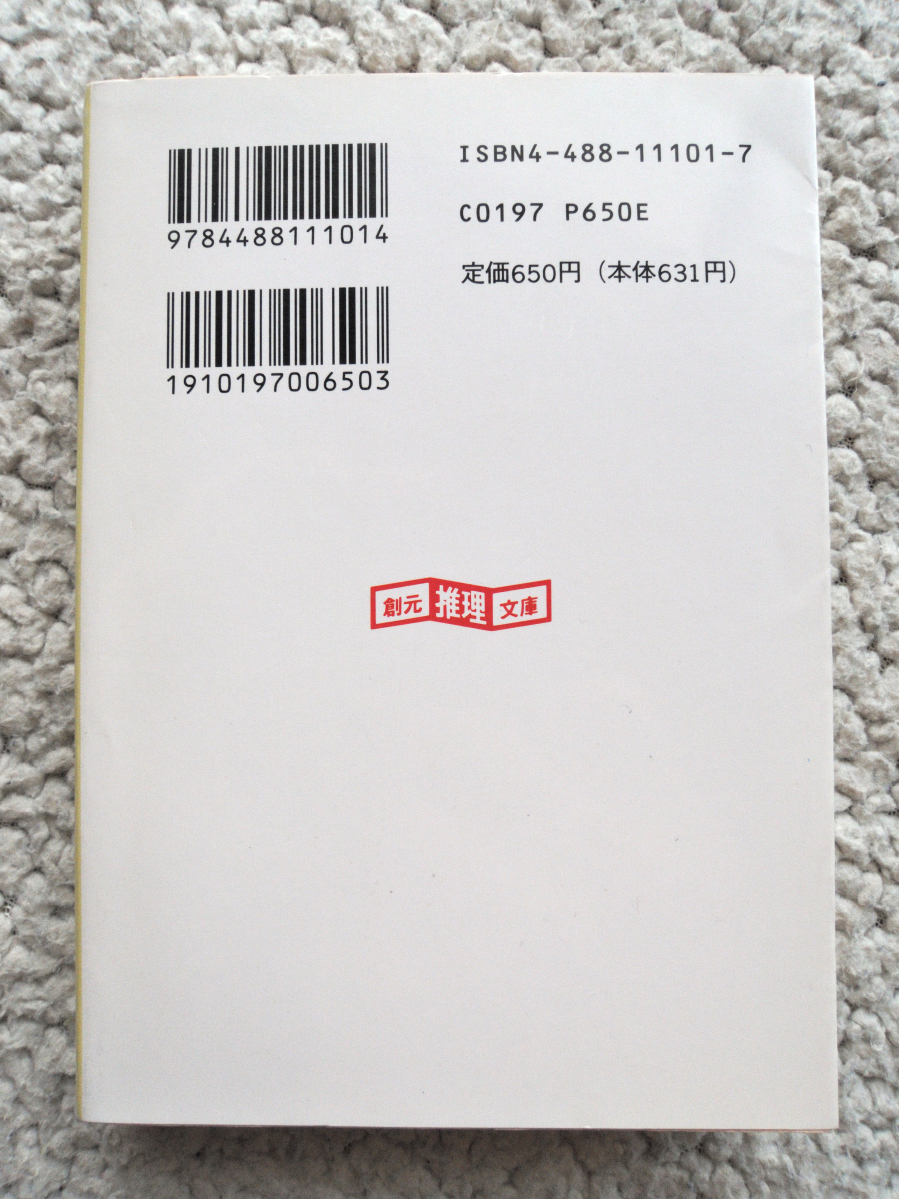 9784488111014
1910197006503
ISBN4-488-11101-7
C0197 P650E
定価650円（本体631円）
創元推理文庫